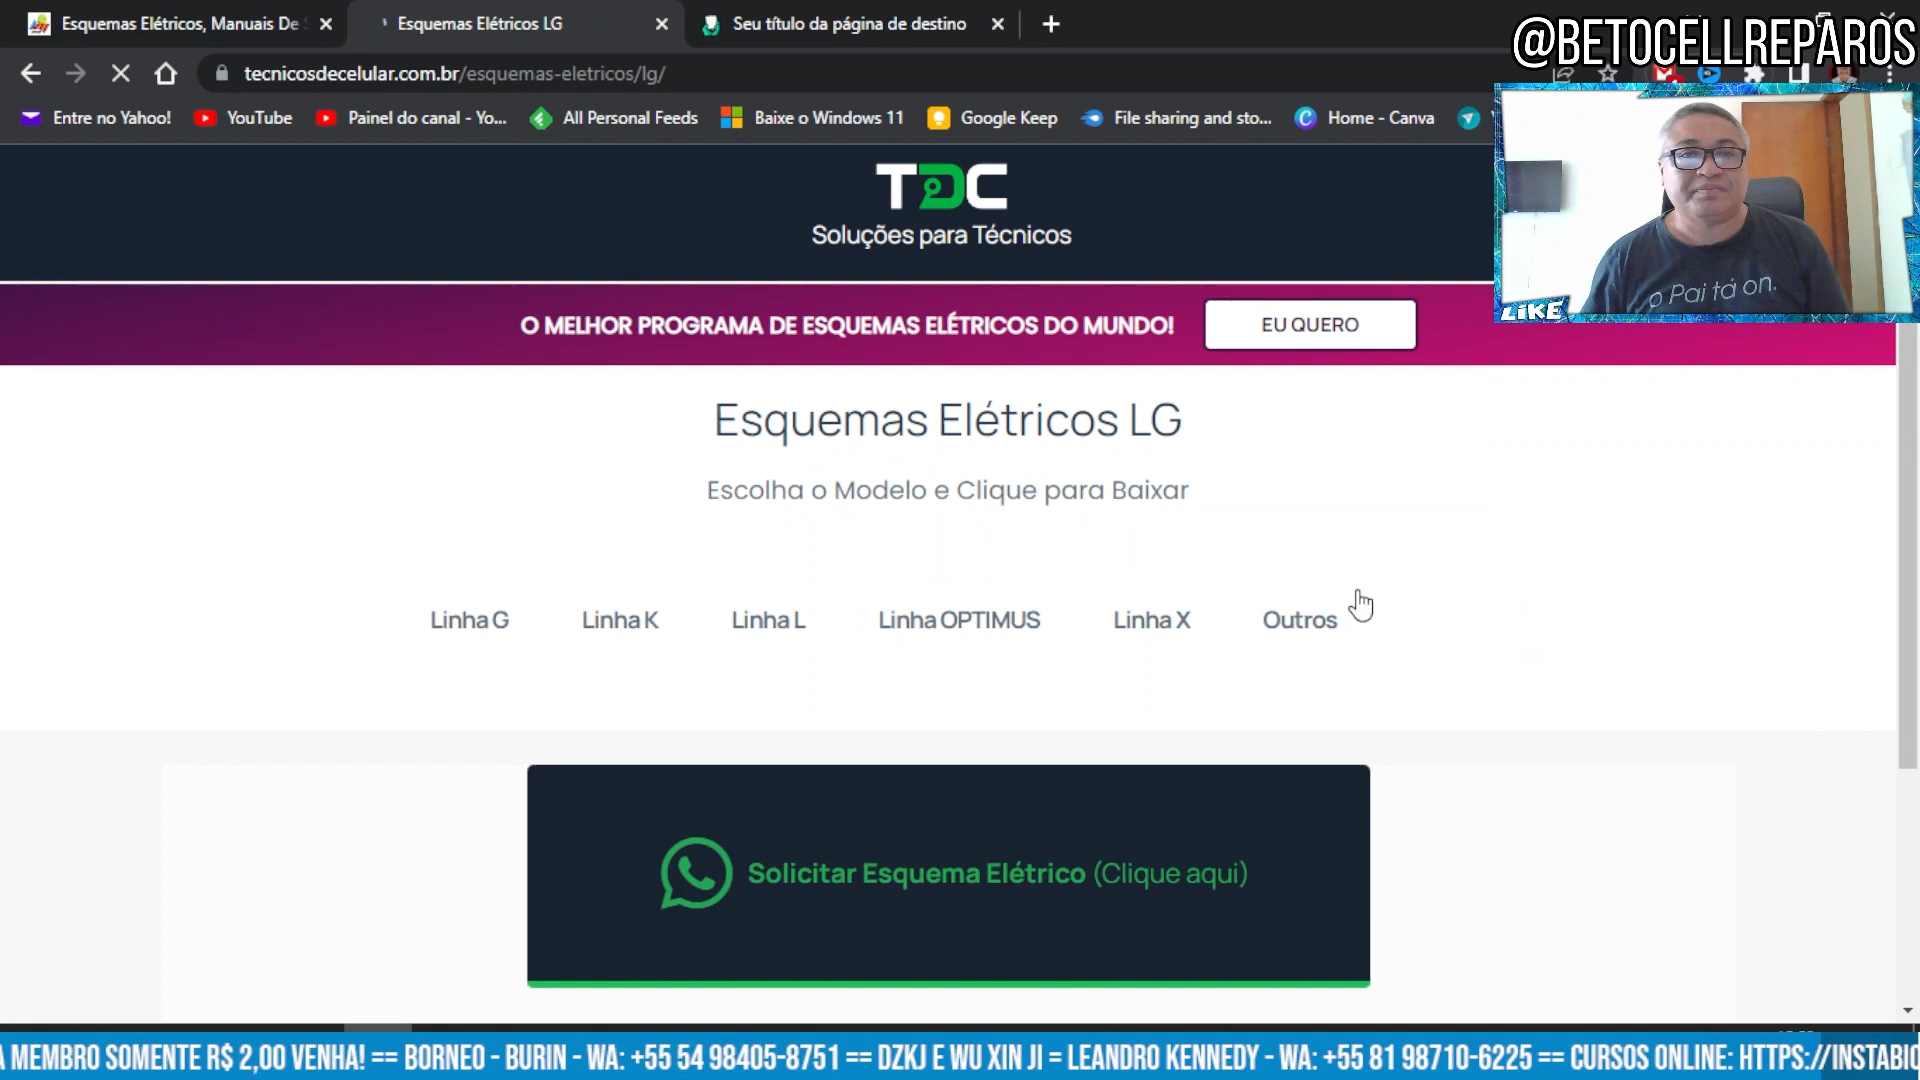 Esquemas Elétricos, Manuais De
Esquemas Elétricos LG
Seu título da página de destino
@BETOCELLREPAROS
tecnicosdecelular.com.br/esquemas-eletricos/lg/
Entre no Yahoo!
YouTube
Painel do canal - Yo...
All Personal Feeds
Baixe o Windows 11
Google Keep
File sharing and sto...
Home - Canva
TDC
Soluções para Técnicos
o Pai tá on.
LIKE
O MELHOR PROGRAMA DE ESQUEMAS ELÉTRICOS DO MUNDO!
EU QUERO
Esquemas Elétricos LG
Escolha o Modelo e Clique para Baixar
Linha G
Linha K
Linha L
Linha OPTIMUS
Linha X
Outros
Solicitar Esquema Elétrico (Clique aqui)
A MEMBRO SOMENTE R$ 2,00 VENHA! == BORNEO - BURIN - WA: +55 54 98405-8751 == DZKJ E WU XIN JI = LEANDRO KENNEDY - WA: +55 81 98710-6225 == CURSOS ONLINE: HTTPS://INSTABIO